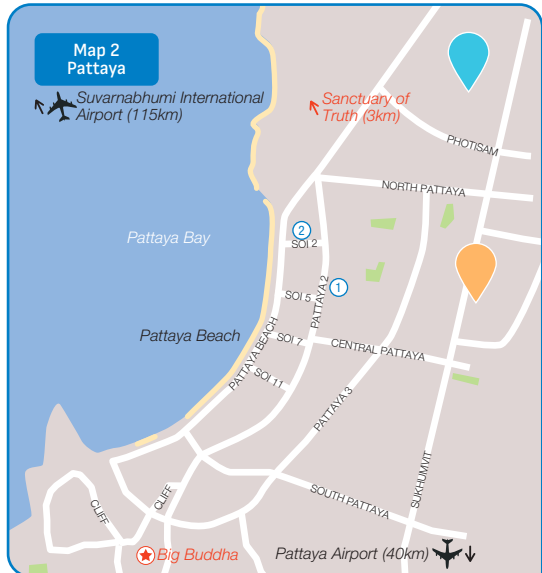 Map 2
Pattaya
Suvarnabhumi International
Airport (115km)
Sanctuary of
Truth (3km)
PHOTISAM
NORTH PATTAYA
Pattaya Bay
2
SOI 2
1
PATTAYA 2
SOI 5
Pattaya Beach
PATTAYA BEACH
SOI 7
CENTRAL PATTAYA
SOI 11
PATTAYA 3
SUKHUMVIT
SOUTH PATTAYA
CLIFF
CLIFF
Big Buddha
Pattaya Airport (40km)